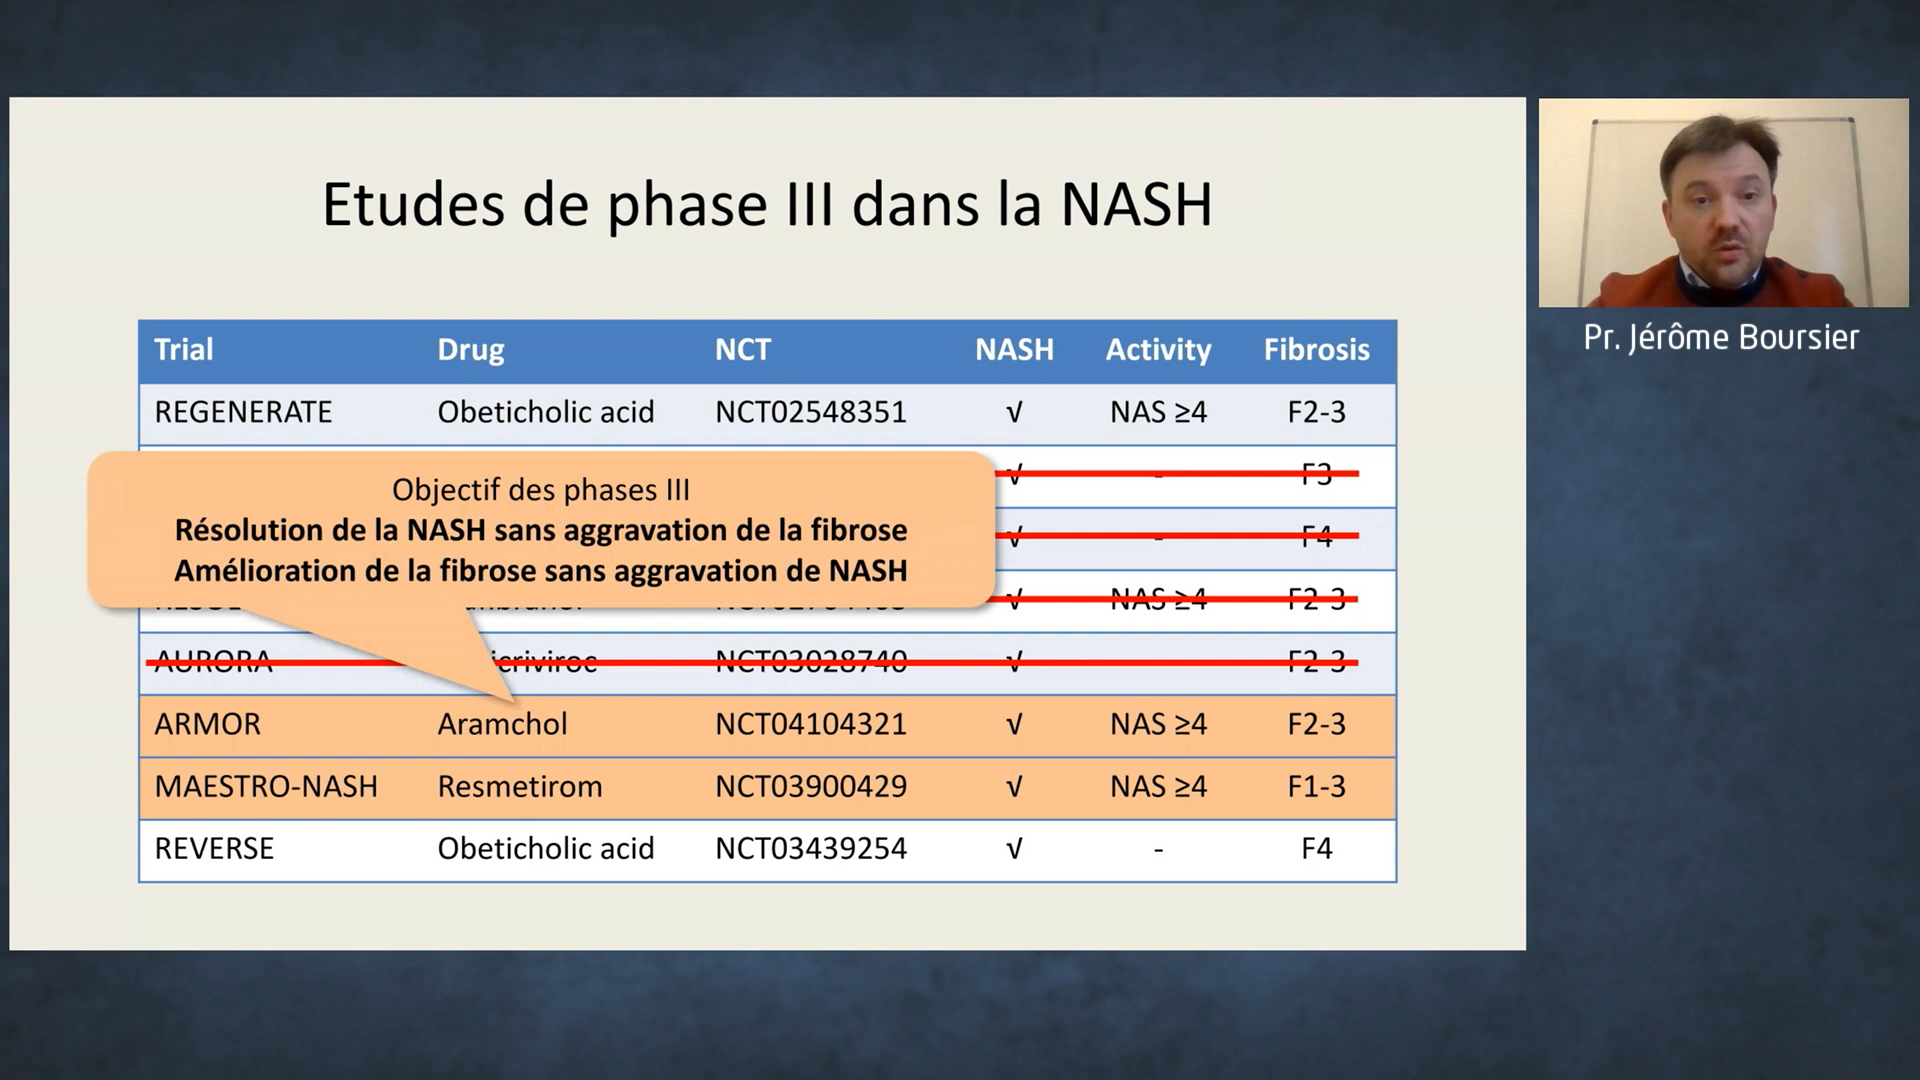 Etudes de phase III dans la NASH
Pr. Jérôme Boursier
Trial Drug NCT NASH Activity Fibrosis
REGENERATE Obeticholic acid NCT02548351 √ NAS ≥4 F2-3
√ - F3
√ - F4
√ NAS ≥4 F2-3
Objectif des phases III
Résolution de la NASH sans aggravation de la fibrose
Amélioration de la fibrose sans aggravation de NASH
AURORA NCT03028740 √ F2-3
ARMOR Aramchol NCT04104321 √ NAS ≥4 F2-3
MAESTRO-NASH Resmetirom NCT03900429 √ NAS ≥4 F1-3
REVERSE Obeticholic acid NCT03439254 √ - F4